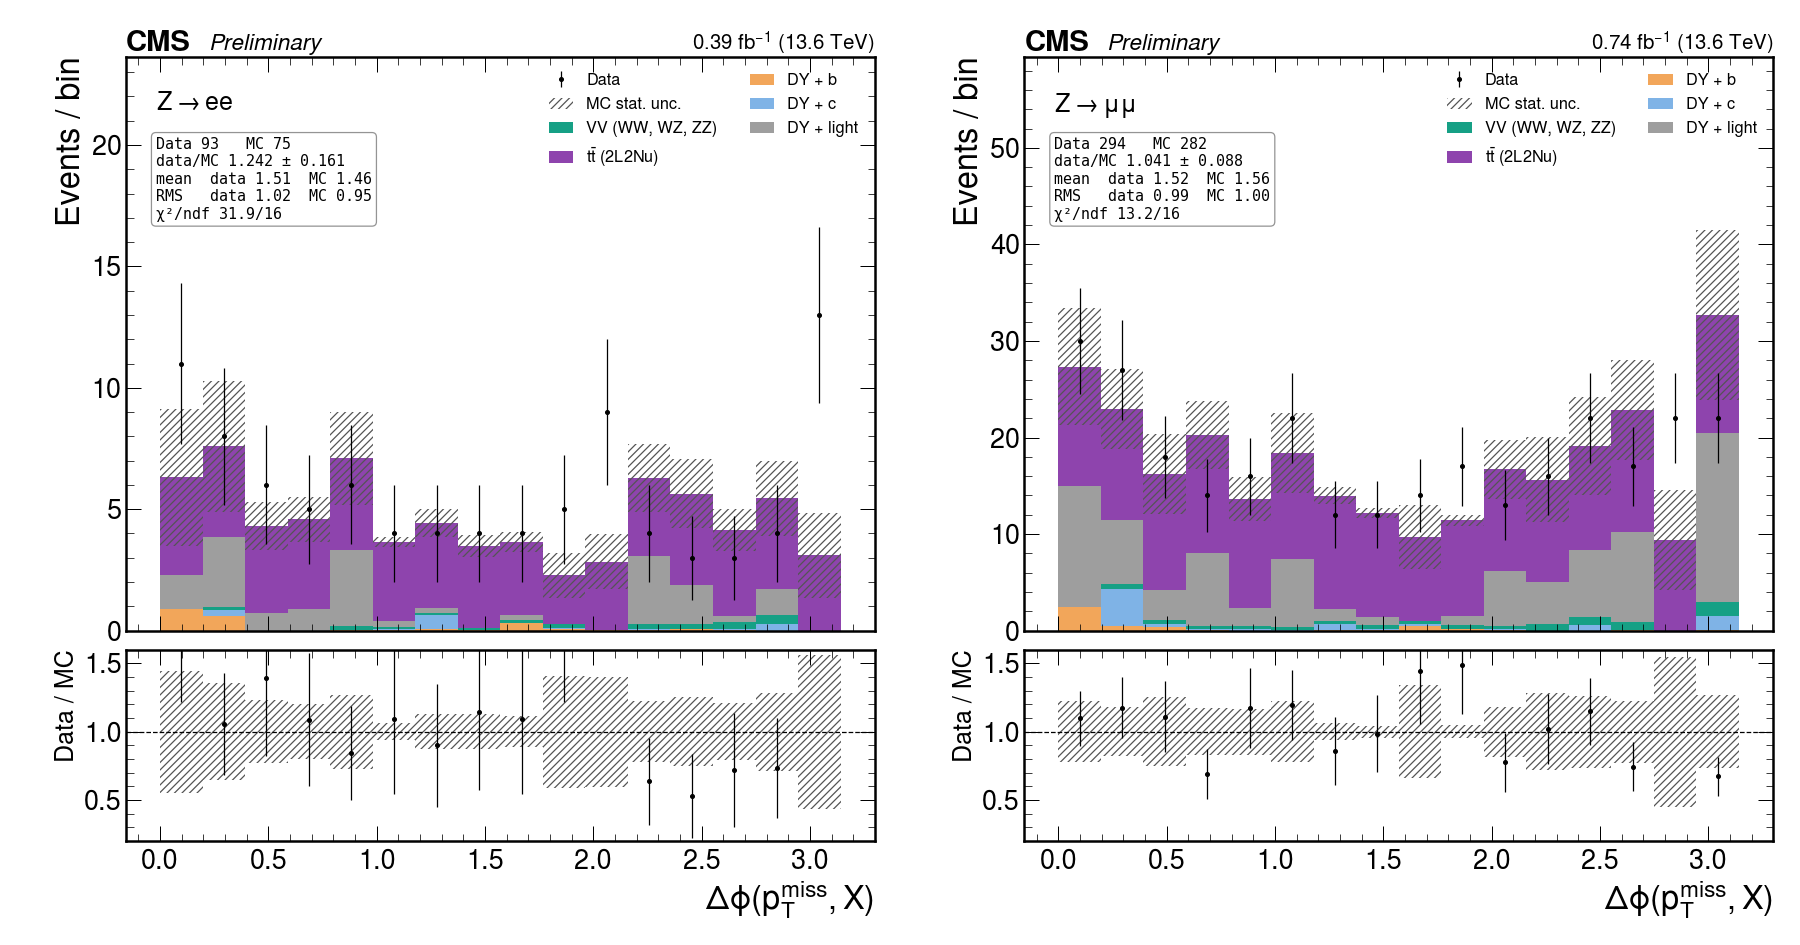 CMS Preliminary 0.39 fb⁻¹ (13.6 TeV)
Events / bin
Z → ee
Data
MC stat. unc.
VV (WW, WZ, ZZ)
tt̄ (2L2Nu)
DY + b
DY + c
DY + light
Data 93 MC 75
data/MC 1.242 ± 0.161
mean data 1.51 MC 1.46
RMS data 1.02 MC 0.95
χ²/ndf 31.9/16
20
15
10
5
0
Data / MC
1.5
1.0
0.5
0.0 0.5 1.0 1.5 2.0 2.5 3.0
Δϕ(p_T^miss, X)
CMS Preliminary 0.74 fb⁻¹ (13.6 TeV)
Events / bin
Z → μμ
Data
MC stat. unc.
VV (WW, WZ, ZZ)
tt̄ (2L2Nu)
DY + b
DY + c
DY + light
Data 294 MC 282
data/MC 1.041 ± 0.088
mean data 1.52 MC 1.56
RMS data 0.99 MC 1.00
χ²/ndf 13.2/16
50
40
30
20
10
0
Data / MC
1.5
1.0
0.5
0.0 0.5 1.0 1.5 2.0 2.5 3.0
Δϕ(p_T^miss, X)